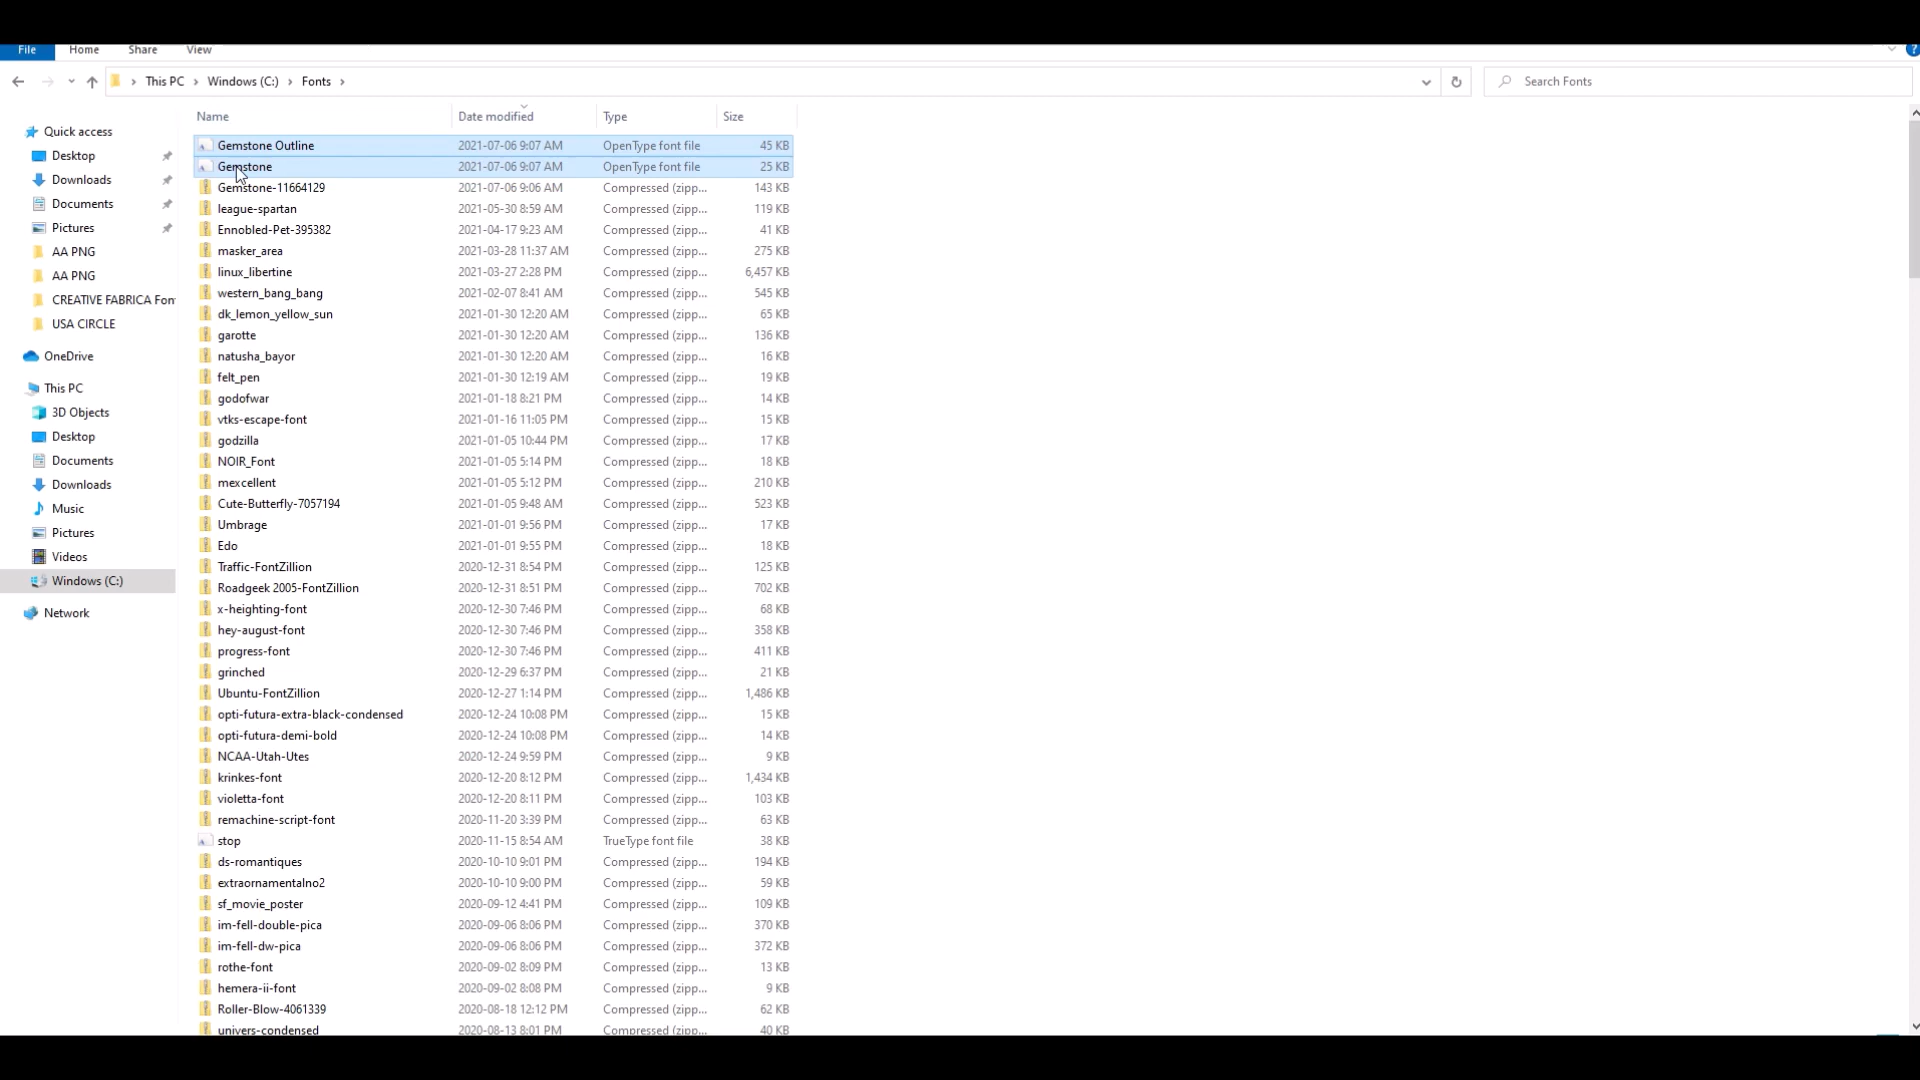 File Home Share View ?
This PC > Windows (C:) > Fonts > Search Fonts
Name Date modified Type Size
Quick access
Desktop
Downloads
Documents
Pictures
AA PNG
AA PNG
CREATIVE FABRICA Fon
USA CIRCLE
OneDrive
This PC
3D Objects
Desktop
Documents
Downloads
Music
Pictures
Videos
Windows (C:)
Network
Gemstone Outline 2021-07-06 9:07 AM OpenType font file 45 KB
Gemstone 2021-07-06 9:07 AM OpenType font file 25 KB
Gemstone-11664129 2021-07-06 9:06 AM Compressed (zipp... 143 KB
league-spartan 2021-05-30 8:59 AM Compressed (zipp... 119 KB
Ennobled-Pet-395382 2021-04-17 9:23 AM Compressed (zipp... 41 KB
masker_area 2021-03-28 11:37 AM Compressed (zipp... 275 KB
linux_libertine 2021-03-27 2:28 PM Compressed (zipp... 6,457 KB
western_bang_bang 2021-02-07 8:41 AM Compressed (zipp... 545 KB
dk_lemon_yellow_sun 2021-01-30 12:20 AM Compressed (zipp... 65 KB
garotte 2021-01-30 12:20 AM Compressed (zipp... 136 KB
natusha_bayor 2021-01-30 12:20 AM Compressed (zipp... 16 KB
felt_pen 2021-01-30 12:19 AM Compressed (zipp... 19 KB
godofwar 2021-01-18 8:21 PM Compressed (zipp... 14 KB
vtks-escape-font 2021-01-16 11:05 PM Compressed (zipp... 15 KB
godzilla 2021-01-05 10:44 PM Compressed (zipp... 17 KB
NOIR_Font 2021-01-05 5:14 PM Compressed (zipp... 18 KB
mexcellent 2021-01-05 5:12 PM Compressed (zipp... 210 KB
Cute-Butterfly-7057194 2021-01-05 9:48 AM Compressed (zipp... 523 KB
Umbrage 2021-01-01 9:56 PM Compressed (zipp... 17 KB
Edo 2021-01-01 9:55 PM Compressed (zipp... 18 KB
Traffic-FontZillion 2020-12-31 8:54 PM Compressed (zipp... 125 KB
Roadgeek 2005-FontZillion 2020-12-31 8:51 PM Compressed (zipp... 702 KB
x-heighting-font 2020-12-30 7:46 PM Compressed (zipp... 68 KB
hey-august-font 2020-12-30 7:46 PM Compressed (zipp... 358 KB
progress-font 2020-12-30 7:46 PM Compressed (zipp... 411 KB
grinched 2020-12-29 6:37 PM Compressed (zipp... 21 KB
Ubuntu-FontZillion 2020-12-27 1:14 PM Compressed (zipp... 1,486 KB
opti-futura-extra-black-condensed 2020-12-24 10:08 PM Compressed (zipp... 15 KB
opti-futura-demi-bold 2020-12-24 10:08 PM Compressed (zipp... 14 KB
NCAA-Utah-Utes 2020-12-24 9:59 PM Compressed (zipp... 9 KB
krinkes-font 2020-12-20 8:12 PM Compressed (zipp... 1,434 KB
violetta-font 2020-12-20 8:11 PM Compressed (zipp... 103 KB
remachine-script-font 2020-11-20 3:39 PM Compressed (zipp... 63 KB
stop 2020-11-15 8:54 AM TrueType font file 38 KB
ds-romantiques 2020-10-10 9:01 PM Compressed (zipp... 194 KB
extraornamentalno2 2020-10-10 9:00 PM Compressed (zipp... 59 KB
sf_movie_poster 2020-09-12 4:41 PM Compressed (zipp... 109 KB
im-fell-double-pica 2020-09-06 8:06 PM Compressed (zipp... 370 KB
im-fell-dw-pica 2020-09-06 8:06 PM Compressed (zipp... 372 KB
rothe-font 2020-09-02 8:09 PM Compressed (zipp... 13 KB
hemera-ii-font 2020-09-02 8:08 PM Compressed (zipp... 9 KB
Roller-Blow-4061339 2020-08-18 12:12 PM Compressed (zipp... 62 KB
univers-condensed 2020-08-13 8:01 PM Compressed (zipp... 40 KB